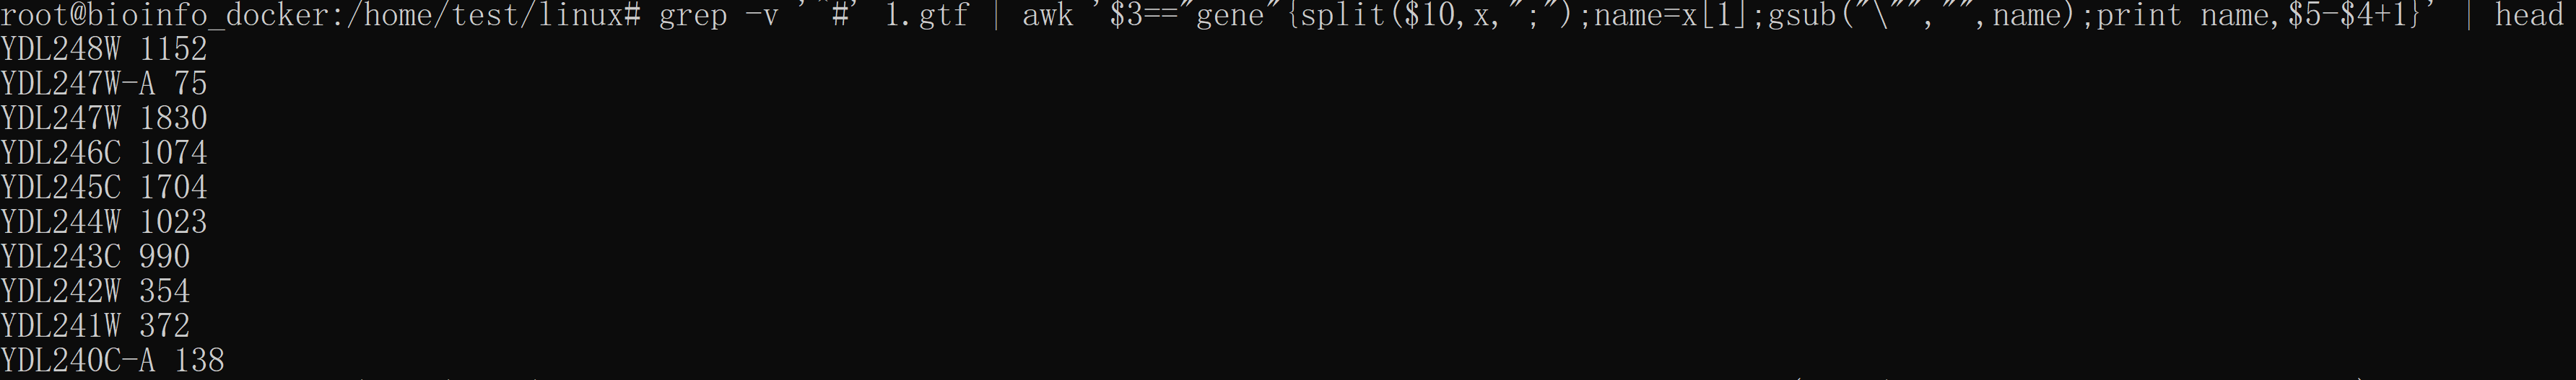 root@bioinfo_docker:/home/test/linux# grep -v '^#' 1.gtf | awk '$3=="gene"{split($10,x,";");name=x[1];gsub("\"","",name);print name,$5-$4+1}' | head
YDL248W 1152
YDL247W-A 75
YDL247W 1830
YDL246C 1074
YDL245C 1704
YDL244W 1023
YDL243C 990
YDL242W 354
YDL241W 372
YDL240C-A 138